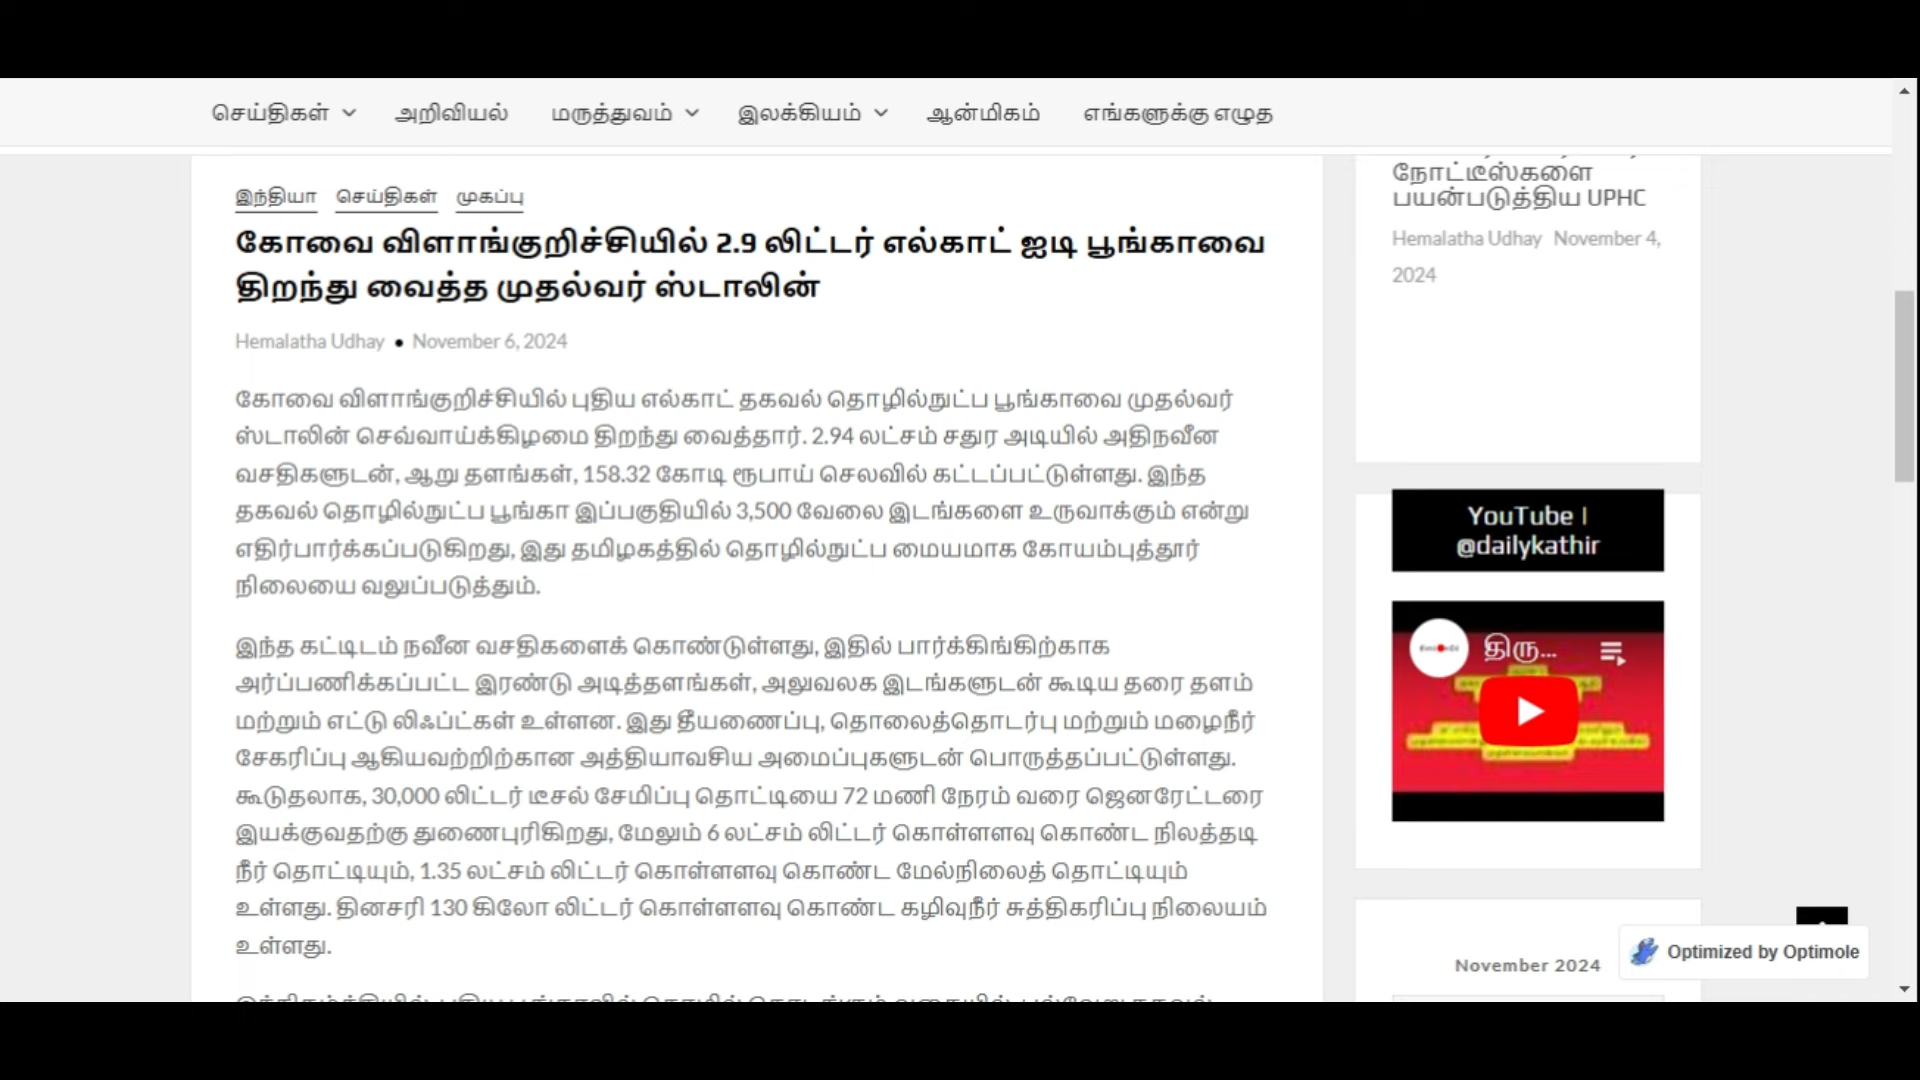 செய்திகள் அறிவியல் மருத்துவம் இலக்கியம் ஆன்மிகம் எங்களுக்கு எழுத
இந்தியா செய்திகள் முகப்பு
கோவை விளாங்குறிச்சியில் 2.9 லிட்டர் எல்காட் ஐடி பூங்காவை
திறந்து வைத்த முதல்வர் ஸ்டாலின்
Hemalatha Udhay • November 6, 2024
கோவை விளாங்குறிச்சியில் புதிய எல்காட் தகவல் தொழில்நுட்ப பூங்காவை முதல்வர்
ஸ்டாலின் செவ்வாய்க்கிழமை திறந்து வைத்தார். 2.94 லட்சம் சதுர அடியில் அதிநவீன
வசதிகளுடன், ஆறு தளங்கள், 158.32 கோடி ரூபாய் செலவில் கட்டப்பட்டுள்ளது. இந்த
தகவல் தொழில்நுட்ப பூங்கா இப்பகுதியில் 3,500 வேலை இடங்களை உருவாக்கும் என்று
எதிர்பார்க்கப்படுகிறது, இது தமிழகத்தில் தொழில்நுட்ப மையமாக கோயம்புத்தூர்
நிலையை வலுப்படுத்தும்.
இந்த கட்டிடம் நவீன வசதிகளைக் கொண்டுள்ளது, இதில் பார்க்கிங்கிற்காக
அர்ப்பணிக்கப்பட்ட இரண்டு அடித்தளங்கள், அலுவலக இடங்களுடன் கூடிய தரை தளம்
மற்றும் எட்டு லிஃப்ட்கள் உள்ளன. இது தீயணைப்பு, தொலைத்தொடர்பு மற்றும் மழைநீர்
சேகரிப்பு ஆகியவற்றிற்கான அத்தியாவசிய அமைப்புகளுடன் பொருத்தப்பட்டுள்ளது.
கூடுதலாக, 30,000 லிட்டர் டீசல் சேமிப்பு தொட்டியை 72 மணி நேரம் வரை ஜெனரேட்டரை
இயக்குவதற்கு துணைபுரிகிறது, மேலும் 6 லட்சம் லிட்டர் கொள்ளளவு கொண்ட நிலத்தடி
நீர் தொட்டியும், 1.35 லட்சம் லிட்டர் கொள்ளளவு கொண்ட மேல்நிலைத் தொட்டியும்
உள்ளது. தினசரி 130 கிலோ லிட்டர் கொள்ளளவு கொண்ட கழிவுநீர் சுத்திகரிப்பு நிலையம்
உள்ளது.
நோட்டீஸ்களை
பயன்படுத்திய UPHC
Hemalatha Udhay November 4,
2024
YouTube |
@dailykathir
திரு...
November 2024
Optimized by Optimole